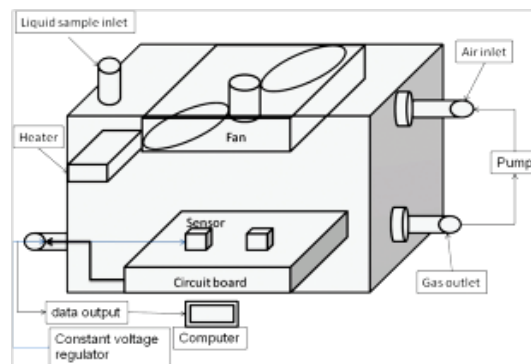 Liquid sample inlet
Air inlet
Heater
Fan
Pump
Sensor
Circuit board
Gas outlet
data output
Computer
Constant voltage
regulator